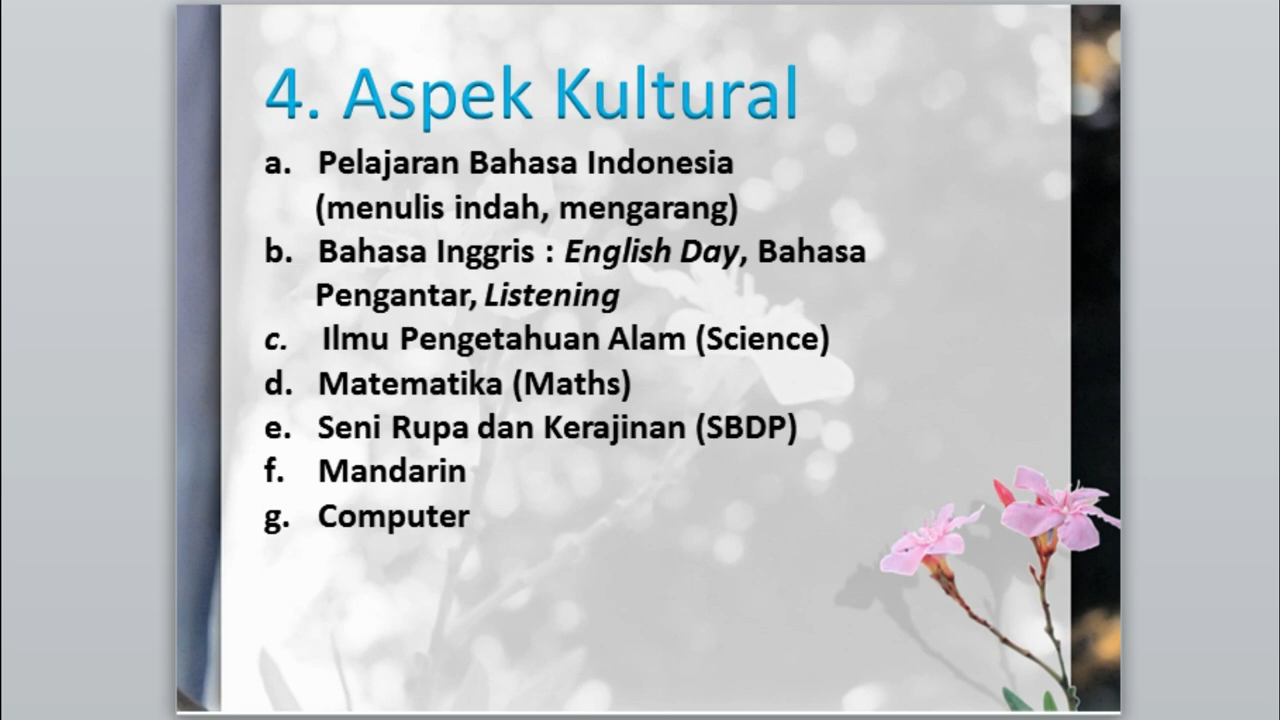 4. Aspek Kultural
a. Pelajaran Bahasa Indonesia
(menulis indah, mengarang)
b. Bahasa Inggris : English Day, Bahasa
Pengantar, Listening
c. Ilmu Pengetahuan Alam (Science)
d. Matematika (Maths)
e. Seni Rupa dan Kerajinan (SBDP)
f. Mandarin
g. Computer